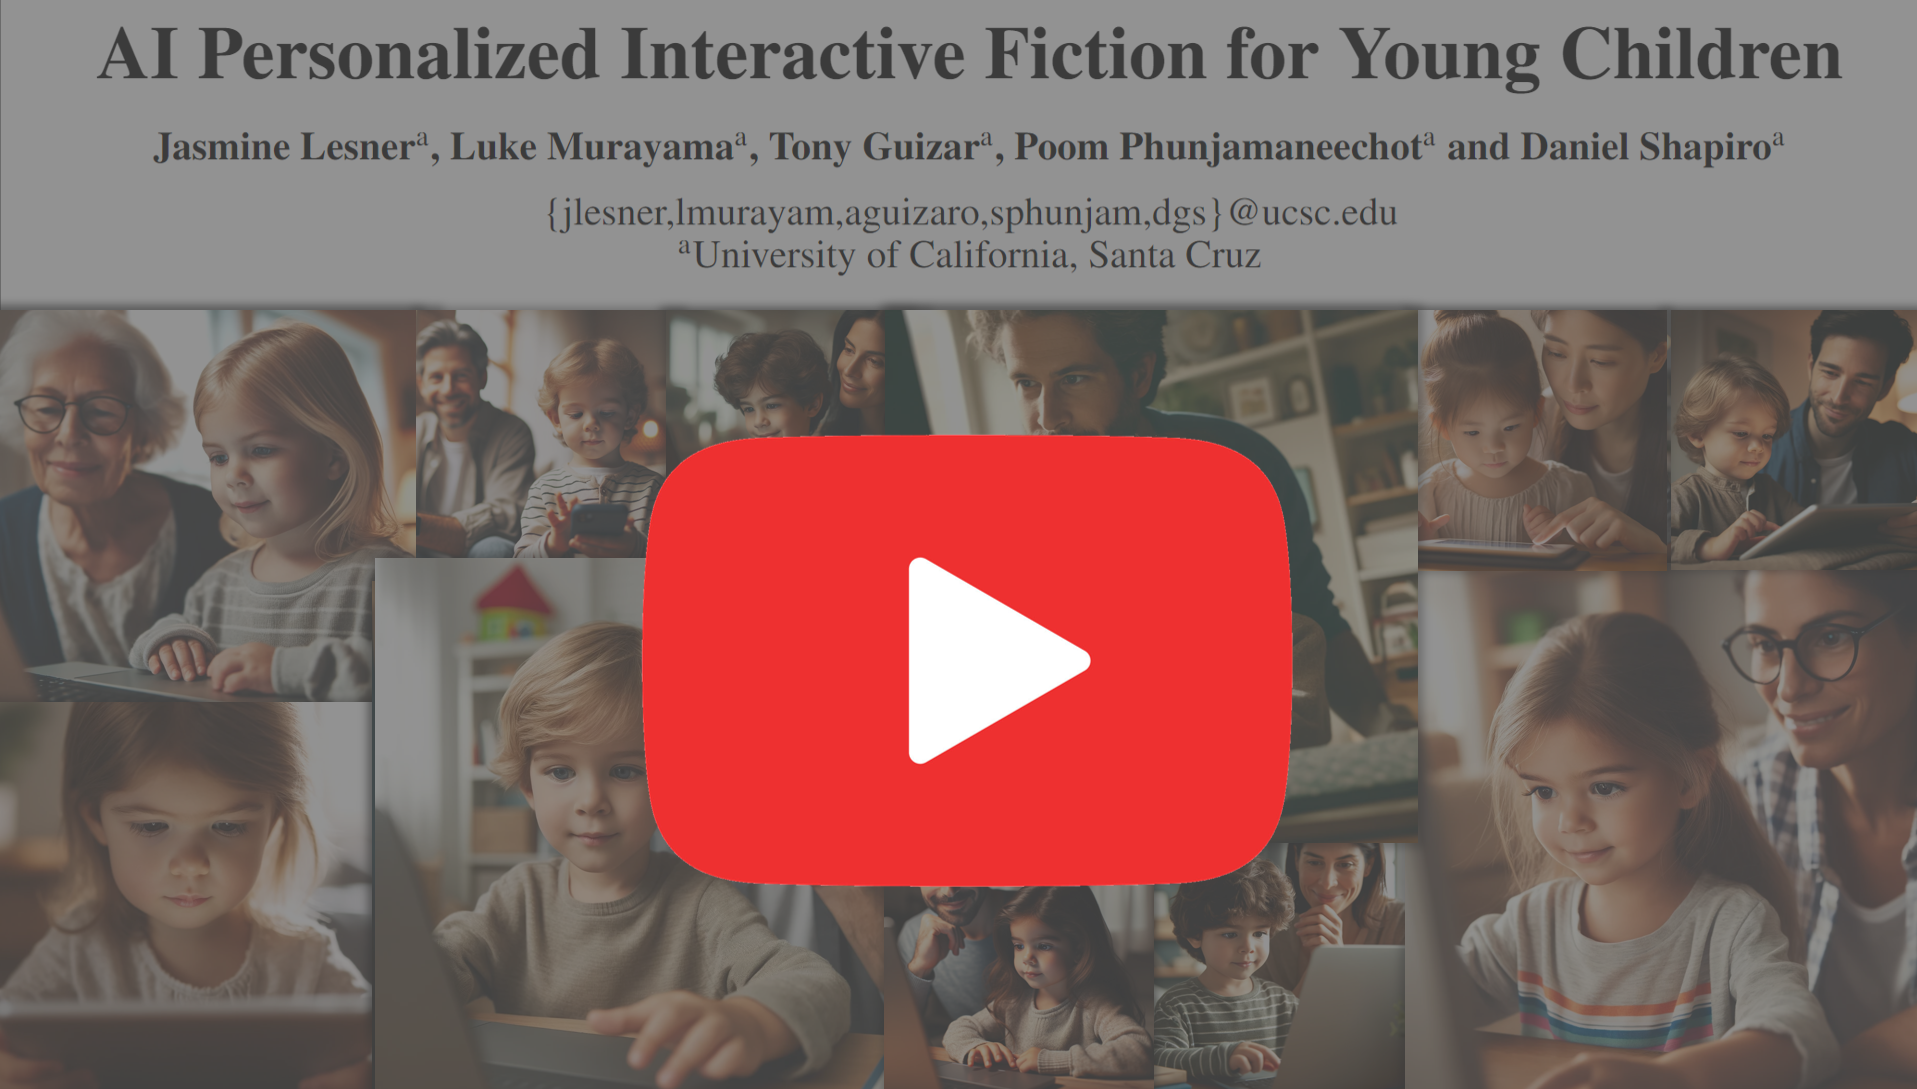 AI Personalized Interactive Fiction for Young Children
Jasmine Lesnerᵃ, Luke Murayamaᵃ, Tony Guizarᵃ, Poom Phunjamaneechotᵃ and Daniel Shapiroᵃ
{jlesner,lmurayam,aguizaro,sphunjam,dgs}@ucsc.edu
ᵃUniversity of California, Santa Cruz